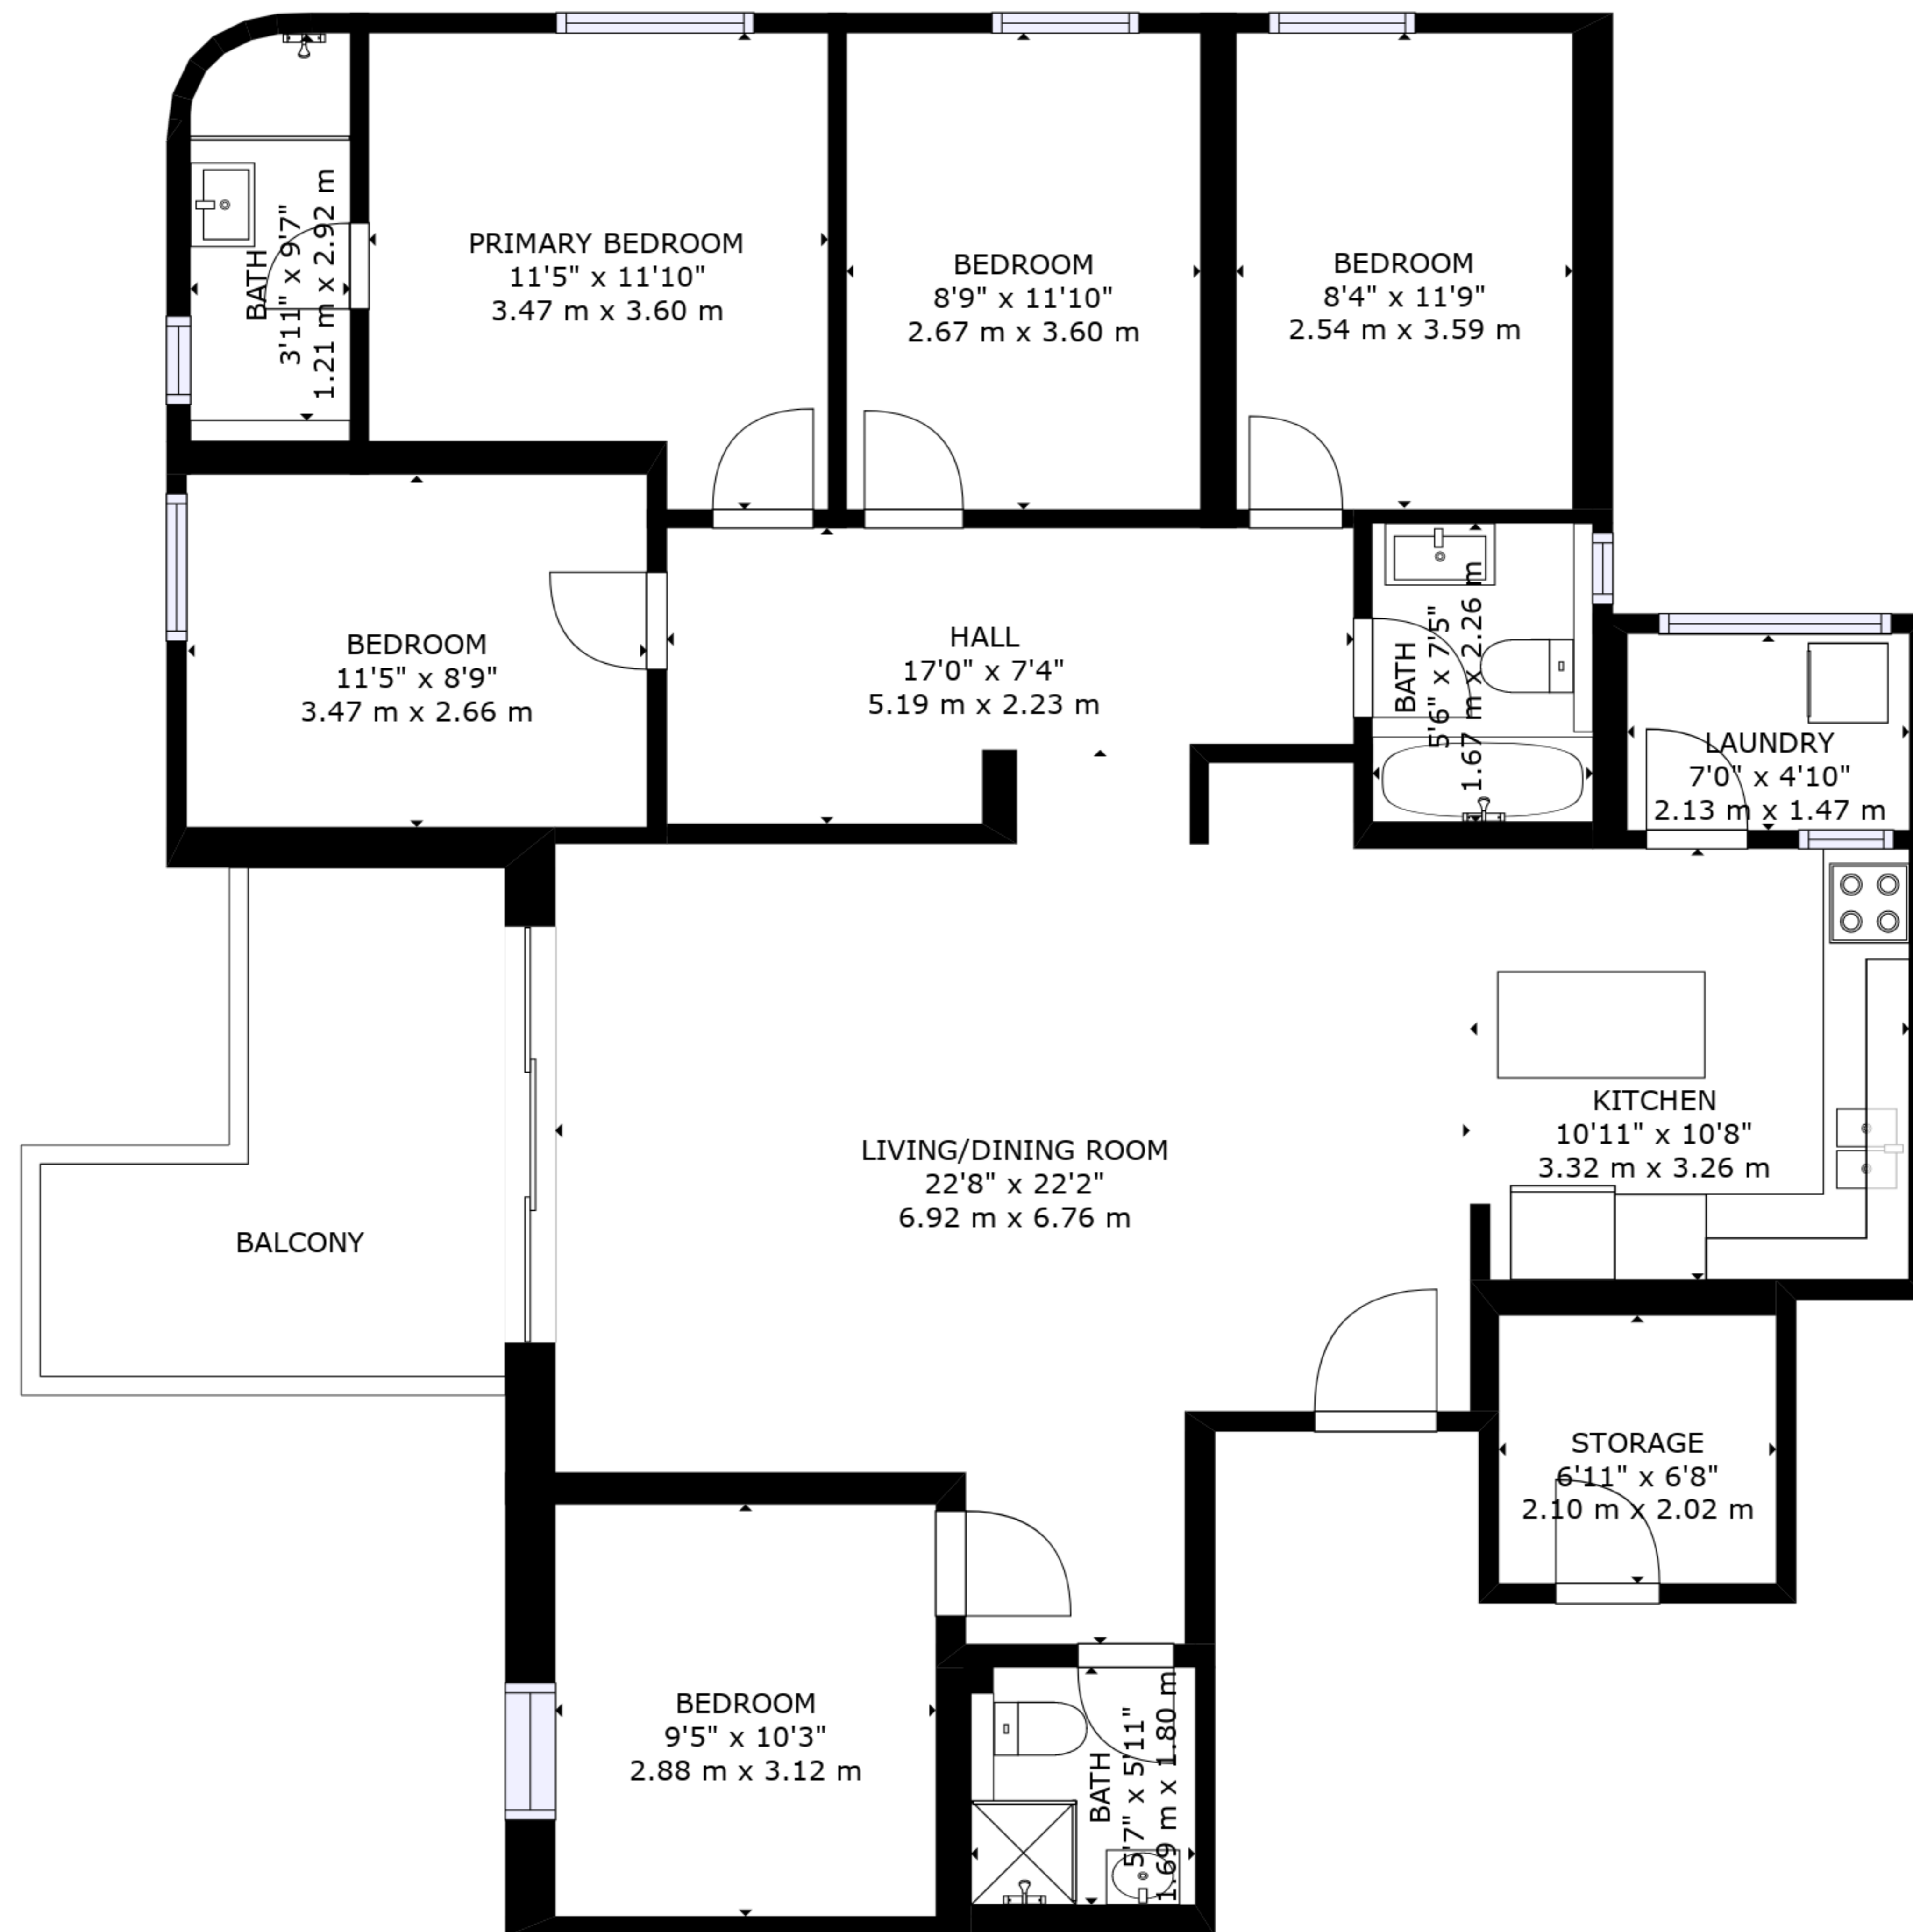 PRIMARY BEDROOM
11'5" x 11'10"
3.47 m x 3.60 m
BEDROOM
8'9" x 11'10"
2.67 m x 3.60 m
BEDROOM
8'4" x 11'9"
2.54 m x 3.59 m
BATH
3'11" x 9'7"
1.21 m x 2.92 m
BEDROOM
11'5" x 8'9"
3.47 m x 2.66 m
HALL
17'0" x 7'4"
5.19 m x 2.23 m
BATH
5'6" x 7'5"
1.67 m x 2.26 m
LAUNDRY
7'0" x 4'10"
2.13 m x 1.47 m
KITCHEN
10'11" x 10'8"
3.32 m x 3.26 m
LIVING/DINING ROOM
22'8" x 22'2"
6.92 m x 6.76 m
BALCONY
STORAGE
6'11" x 6'8"
2.10 m x 2.02 m
BEDROOM
9'5" x 10'3"
2.88 m x 3.12 m
BATH
5'7" x 5'11"
1.69 m x 1.80 m